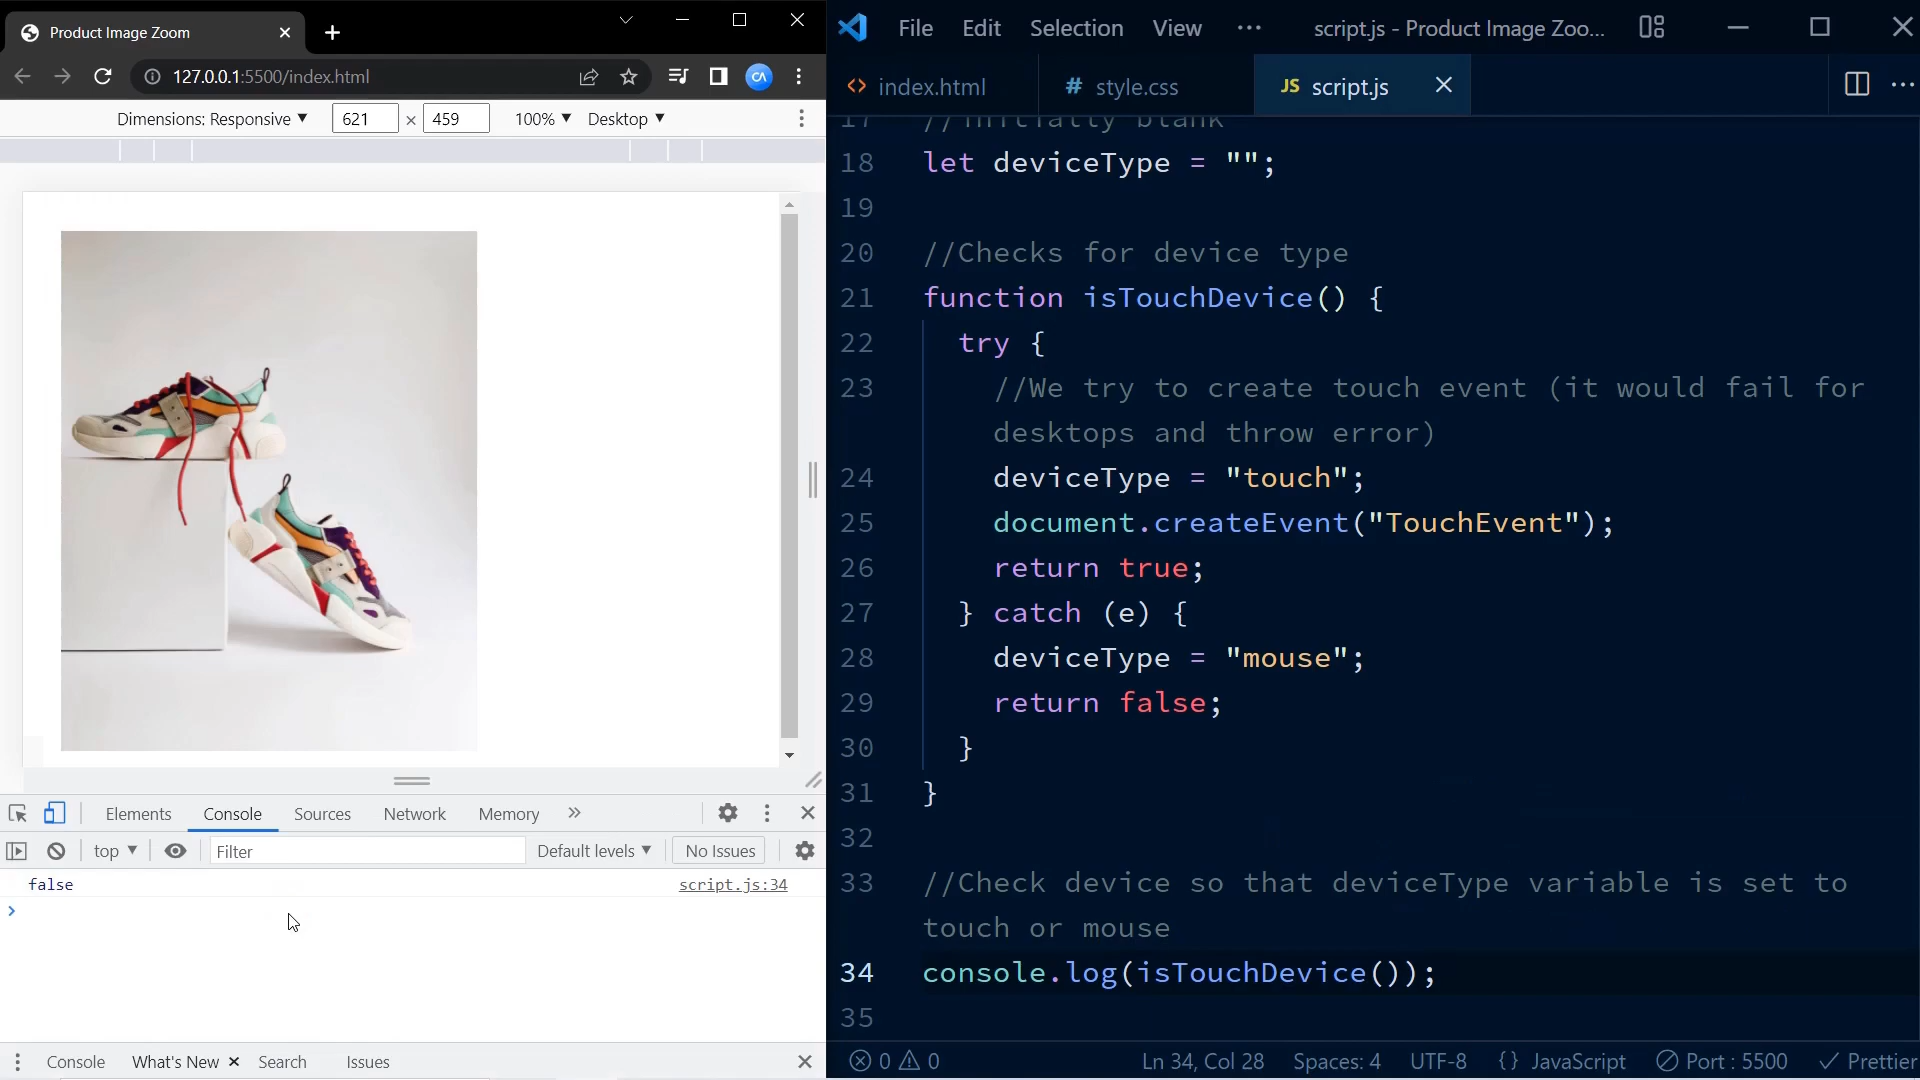 Product Image Zoom
127.0.0.1:5500/index.html
CA
Dimensions: Responsive ▼ 621 × 459 100% ▼ Desktop ▼
Elements Console Sources Network Memory »
top ▼ Filter Default levels ▼ No Issues
false script.js:34
›
Console What's New × Search Issues
File Edit Selection View ··· script.js - Product Image Zoo...
<> index.html # style.css JS script.js
17 //Initially blank
18 let deviceType = "";
19
20 //Checks for device type
21 function isTouchDevice() {
22 try {
23 //We try to create touch event (it would fail for
desktops and throw error)
24 deviceType = "touch";
25 document.createEvent("TouchEvent");
26 return true;
27 } catch (e) {
28 deviceType = "mouse";
29 return false;
30 }
31 }
32
33 //Check device so that deviceType variable is set to
touch or mouse
34 console.log(isTouchDevice());
35
0 0 Ln 34, Col 28 Spaces: 4 UTF-8 {} JavaScript Port : 5500 Prettier